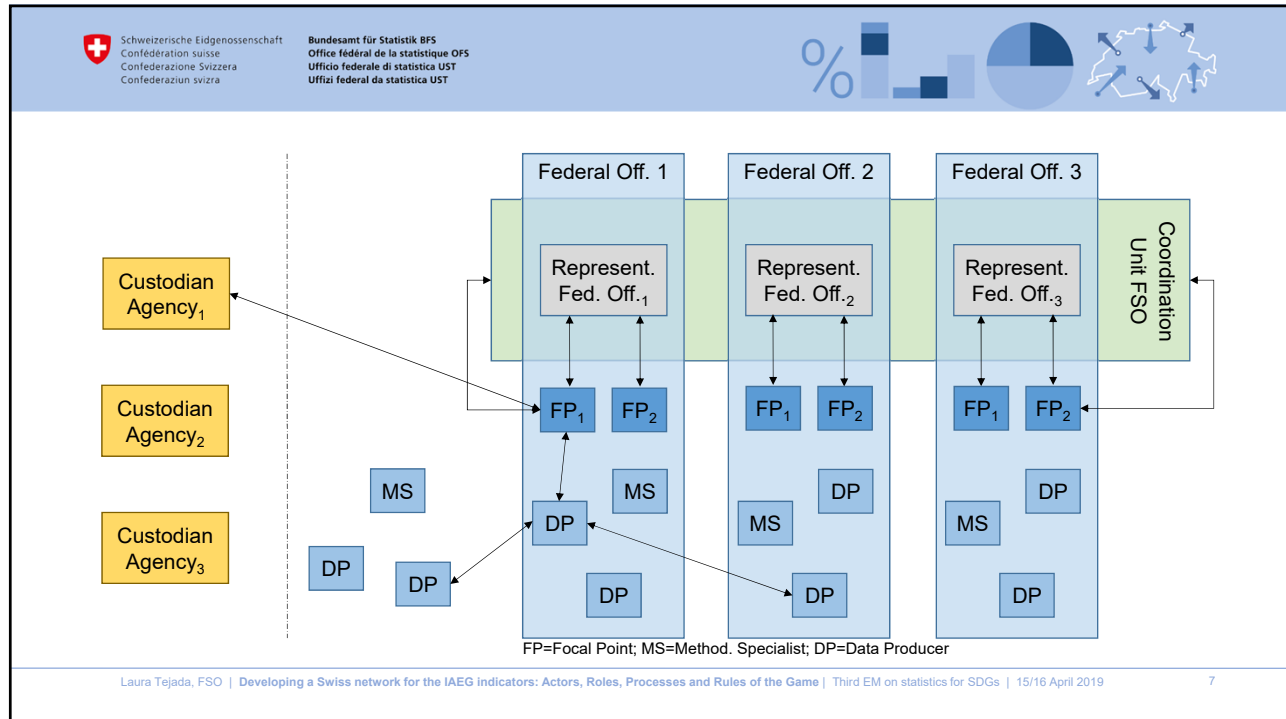 Schweizerische Eidgenossenschaft
Confédération suisse
Confederazione Svizzera
Confederaziun svizra
Bundesamt für Statistik BFS
Office fédéral de la statistique OFS
Ufficio federale di statistica UST
Uffizi federal da statistica UST
%
Federal Off. 1
Federal Off. 2
Federal Off. 3
Coordination
Unit FSO
Represent.
Fed. Off.1
Represent.
Fed. Off.2
Represent.
Fed. Off.3
Custodian
Agency1
Custodian
Agency2
Custodian
Agency3
FP1
FP2
FP1
FP2
FP1
FP2
MS
MS
DP
DP
DP
MS
MS
DP
DP
DP
DP
DP
DP
FP=Focal Point; MS=Method. Specialist; DP=Data Producer
Laura Tejada, FSO | Developing a Swiss network for the IAEG indicators: Actors, Roles, Processes and Rules of the Game | Third EM on statistics for SDGs | 15/16 April 2019
7